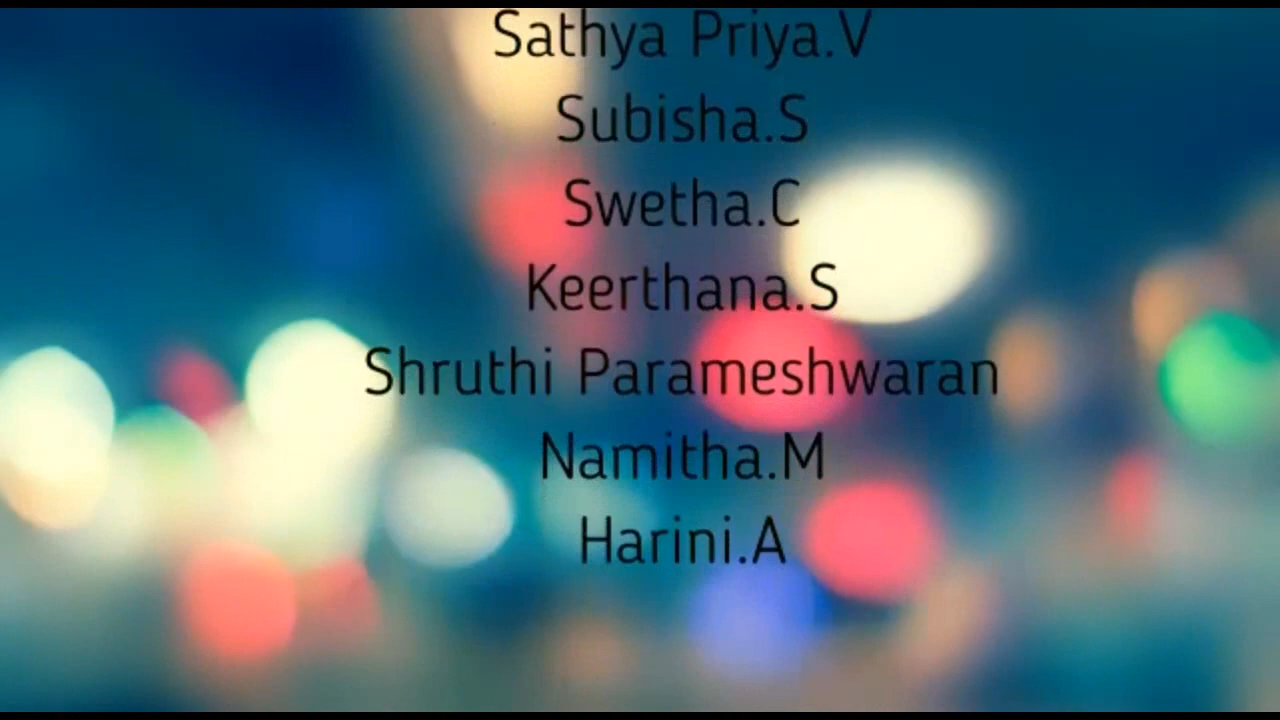 Sathya Priya.V
Subisha.S
Swetha.C
Keerthana.S
Shruthi Parameshwaran
Namitha.M
Harini.A